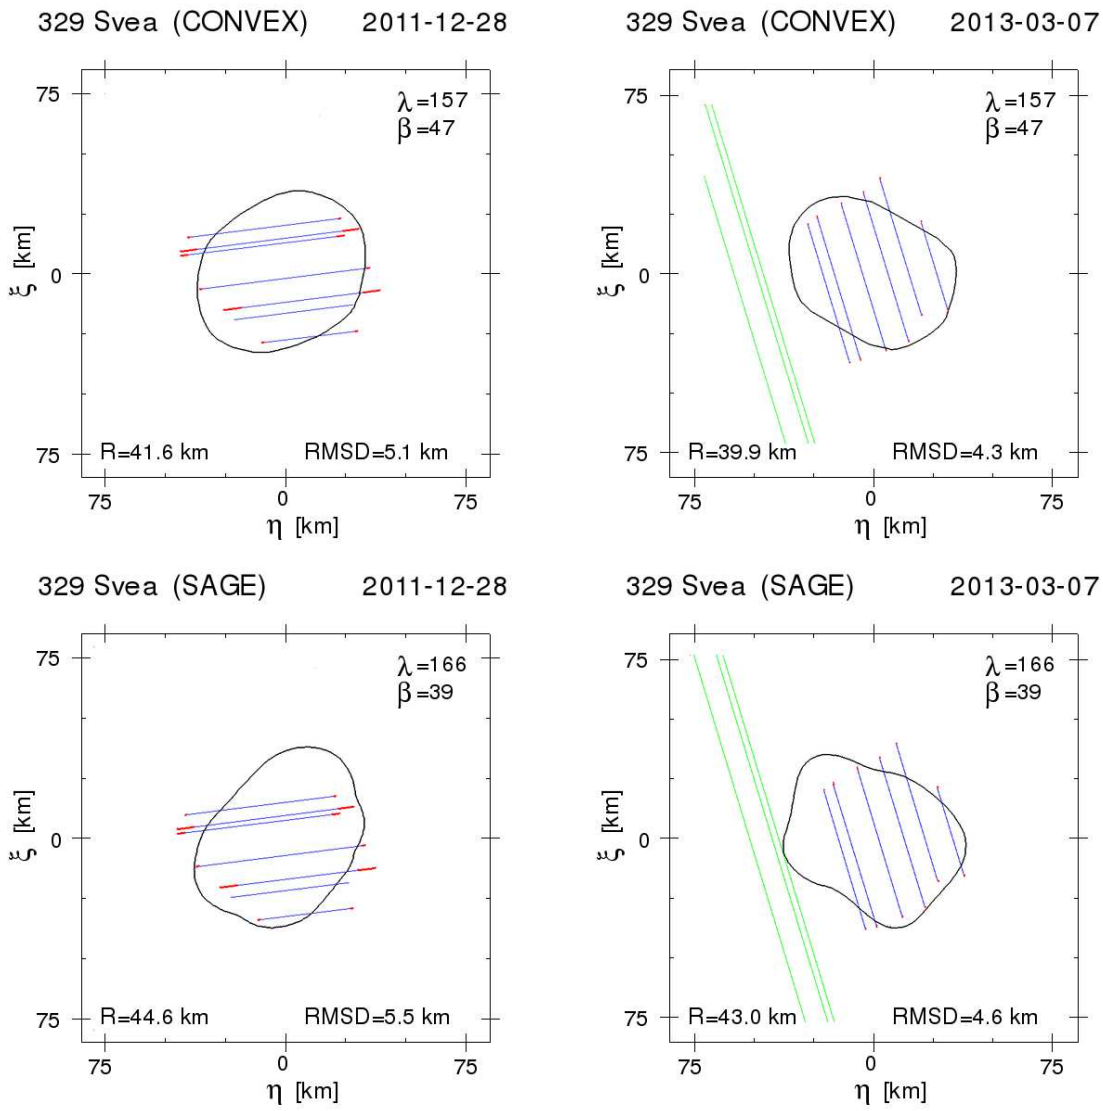 329 Svea (CONVEX) 2011-12-28
75
λ=157
β=47
ξ [km]
0
75
R=41.6 km RMSD=5.1 km
75 0 75
η [km]
329 Svea (CONVEX) 2013-03-07
75
λ=157
β=47
ξ [km]
0
75
R=39.9 km RMSD=4.3 km
75 0 75
η [km]
329 Svea (SAGE) 2011-12-28
75
λ=166
β=39
ξ [km]
0
75
R=44.6 km RMSD=5.5 km
75 0 75
η [km]
329 Svea (SAGE) 2013-03-07
75
λ=166
β=39
ξ [km]
0
75
R=43.0 km RMSD=4.6 km
75 0 75
η [km]